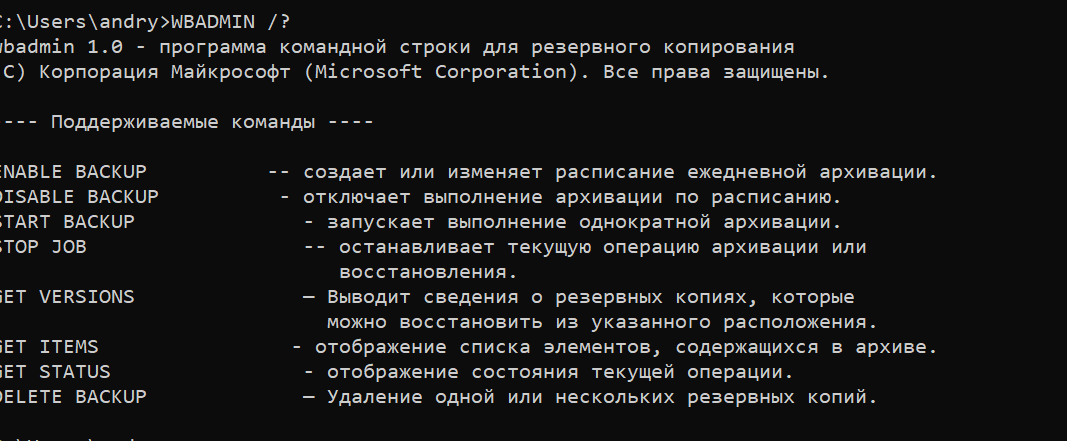 C:\Users\andry>WBADMIN /?
wbadmin 1.0 - программа командной строки для резервного копирования
(C) Корпорация Майкрософт (Microsoft Corporation). Все права защищены.
---- Поддерживаемые команды ----
ENABLE BACKUP -- создает или изменяет расписание ежедневной архивации.
DISABLE BACKUP - отключает выполнение архивации по расписанию.
START BACKUP - запускает выполнение однократной архивации.
STOP JOB -- останавливает текущую операцию архивации или
восстановления.
GET VERSIONS — Выводит сведения о резервных копиях, которые
можно восстановить из указанного расположения.
GET ITEMS - отображение списка элементов, содержащихся в архиве.
GET STATUS - отображение состояния текущей операции.
DELETE BACKUP — Удаление одной или нескольких резервных копий.